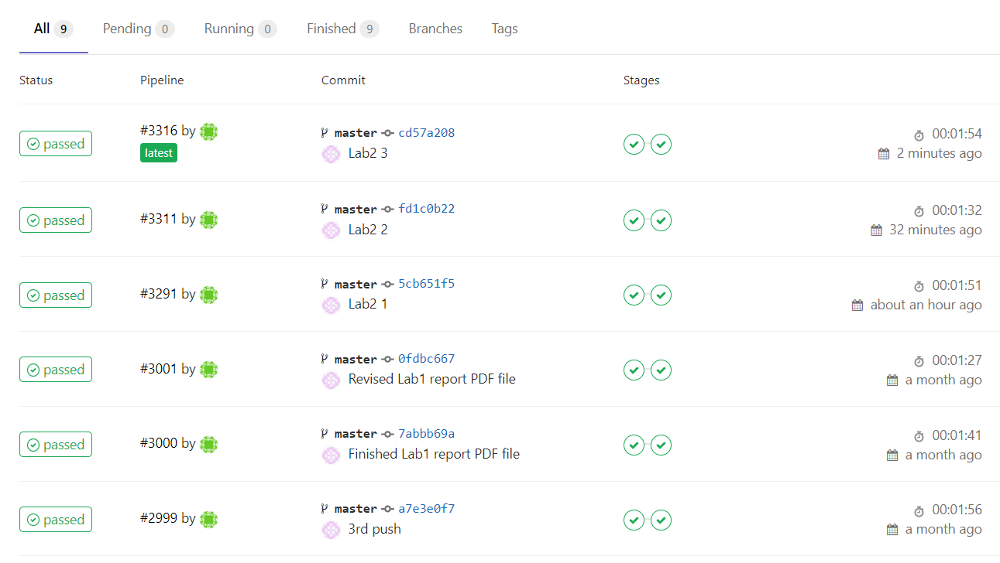 All 9 Pending 0 Running 0 Finished 9 Branches Tags
Status Pipeline Commit Stages
passed #3316 by master cd57a208 00:01:54
latest Lab2 3 2 minutes ago
passed #3311 by master fd1c0b22 00:01:32
Lab2 2 32 minutes ago
passed #3291 by master 5cb651f5 00:01:51
Lab2 1 about an hour ago
passed #3001 by master 0fdbc667 00:01:27
Revised Lab1 report PDF file a month ago
passed #3000 by master 7abbb69a 00:01:41
Finished Lab1 report PDF file a month ago
passed #2999 by master a7e3e0f7 00:01:56
3rd push a month ago